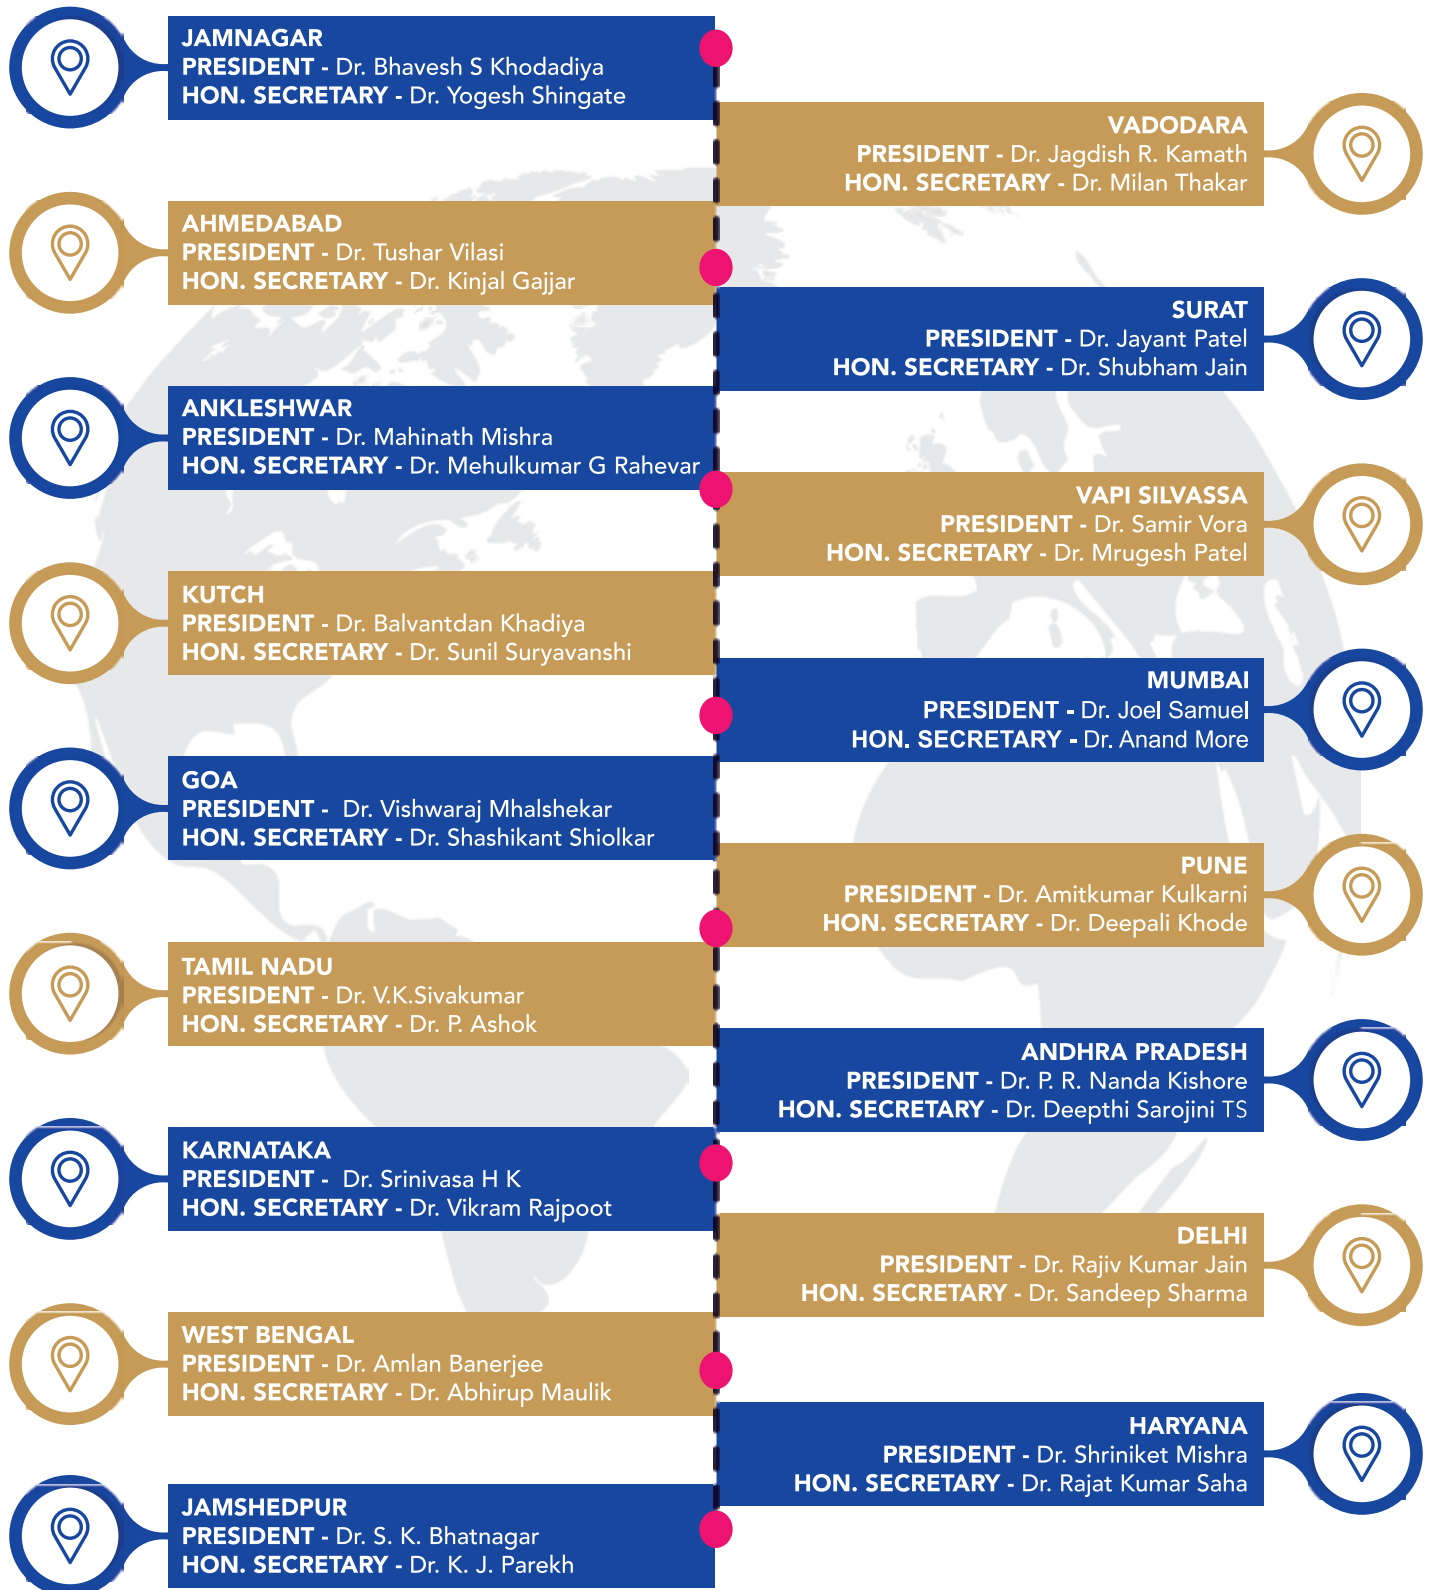 JAMNAGAR
PRESIDENT - Dr. Bhavesh S Khodadiya
HON. SECRETARY - Dr. Yogesh Shingate
VADODARA
PRESIDENT - Dr. Jagdish R. Kamath
HON. SECRETARY - Dr. Milan Thakar
AHMEDABAD
PRESIDENT - Dr. Tushar Vilasi
HON. SECRETARY - Dr. Kinjal Gajjar
SURAT
PRESIDENT - Dr. Jayant Patel
HON. SECRETARY - Dr. Shubham Jain
ANKLESHWAR
PRESIDENT - Dr. Mahinath Mishra
HON. SECRETARY - Dr. Mehulkumar G Rahevar
VAPI SILVASSA
PRESIDENT - Dr. Samir Vora
HON. SECRETARY - Dr. Mrugesh Patel
KUTCH
PRESIDENT - Dr. Balvantdan Khadiya
HON. SECRETARY - Dr. Sunil Suryavanshi
MUMBAI
PRESIDENT - Dr. Joel Samuel
HON. SECRETARY - Dr. Anand More
GOA
PRESIDENT - Dr. Vishwaraj Mhalshekar
HON. SECRETARY - Dr. Shashikant Shiolkar
PUNE
PRESIDENT - Dr. Amitkumar Kulkarni
HON. SECRETARY - Dr. Deepali Khode
TAMIL NADU
PRESIDENT - Dr. V.K.Sivakumar
HON. SECRETARY - Dr. P. Ashok
ANDHRA PRADESH
PRESIDENT - Dr. P. R. Nanda Kishore
HON. SECRETARY - Dr. Deepthi Sarojini TS
KARNATAKA
PRESIDENT - Dr. Srinivasa H K
HON. SECRETARY - Dr. Vikram Rajpoot
DELHI
PRESIDENT - Dr. Rajiv Kumar Jain
HON. SECRETARY - Dr. Sandeep Sharma
WEST BENGAL
PRESIDENT - Dr. Amlan Banerjee
HON. SECRETARY - Dr. Abhirup Maulik
HARYANA
PRESIDENT - Dr. Shriniket Mishra
HON. SECRETARY - Dr. Rajat Kumar Saha
JAMSHEDPUR
PRESIDENT - Dr. S. K. Bhatnagar
HON. SECRETARY - Dr. K. J. Parekh